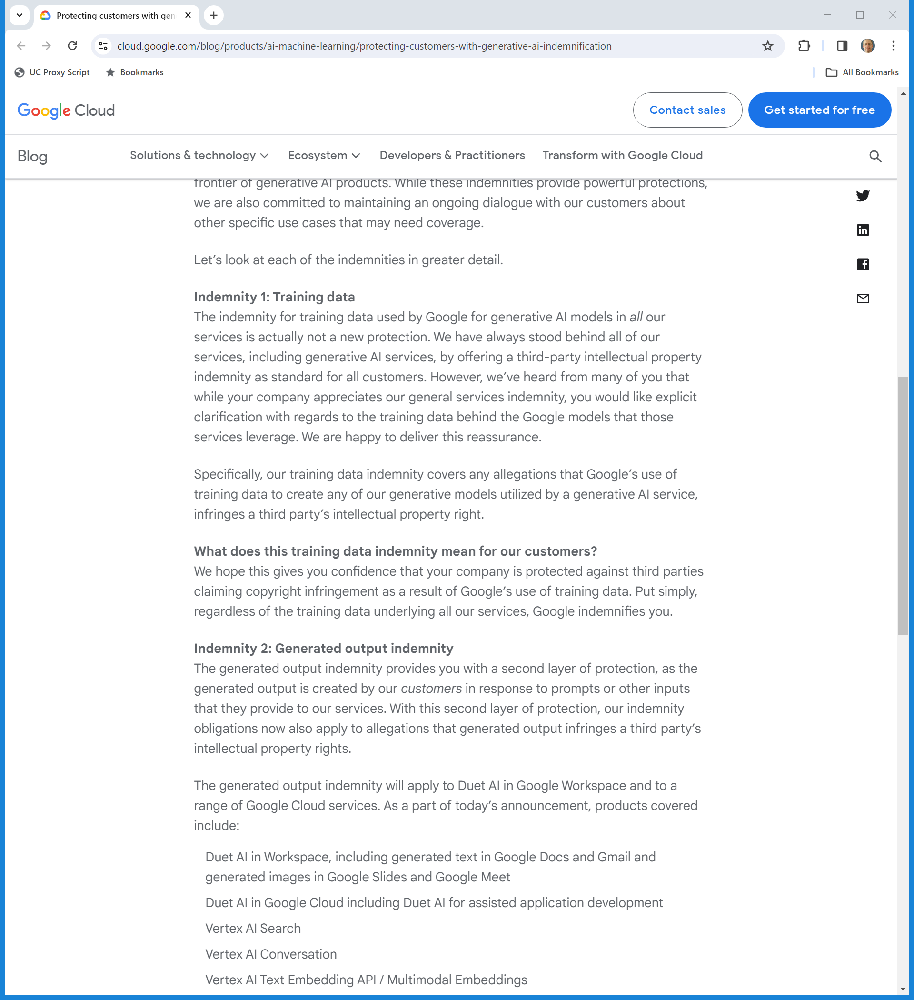 Protecting customers with gen
cloud.google.com/blog/products/ai-machine-learning/protecting-customers-with-generative-ai-indemnification
UC Proxy Script
Bookmarks
All Bookmarks
Google Cloud
Contact sales
Get started for free
Blog
Solutions & technology
Ecosystem
Developers & Practitioners
Transform with Google Cloud
frontier of generative AI products. While these indemnities provide powerful protections,
we are also committed to maintaining an ongoing dialogue with our customers about
other specific use cases that may need coverage.
Let’s look at each of the indemnities in greater detail.
Indemnity 1: Training data
The indemnity for training data used by Google for generative AI models in all our
services is actually not a new protection. We have always stood behind all of our
services, including generative AI services, by offering a third-party intellectual property
indemnity as standard for all customers. However, we’ve heard from many of you that
while your company appreciates our general services indemnity, you would like explicit
clarification with regards to the training data behind the Google models that those
services leverage. We are happy to deliver this reassurance.
Specifically, our training data indemnity covers any allegations that Google’s use of
training data to create any of our generative models utilized by a generative AI service,
infringes a third party’s intellectual property right.
What does this training data indemnity mean for our customers?
We hope this gives you confidence that your company is protected against third parties
claiming copyright infringement as a result of Google’s use of training data. Put simply,
regardless of the training data underlying all our services, Google indemnifies you.
Indemnity 2: Generated output indemnity
The generated output indemnity provides you with a second layer of protection, as the
generated output is created by our customers in response to prompts or other inputs
that they provide to our services. With this second layer of protection, our indemnity
obligations now also apply to allegations that generated output infringes a third party’s
intellectual property rights.
The generated output indemnity will apply to Duet AI in Google Workspace and to a
range of Google Cloud services. As a part of today’s announcement, products covered
include:
Duet AI in Workspace, including generated text in Google Docs and Gmail and
generated images in Google Slides and Google Meet
Duet AI in Google Cloud including Duet AI for assisted application development
Vertex AI Search
Vertex AI Conversation
Vertex AI Text Embedding API / Multimodal Embeddings